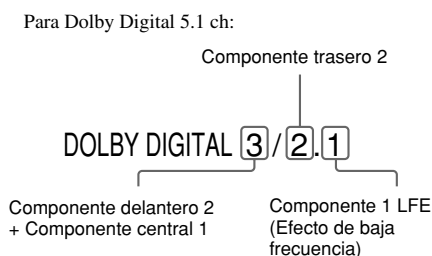 Para Dolby Digital 5.1 ch:
Componente trasero 2
DOLBY DIGITAL 3/2.1
Componente delantero 2
+ Componente central 1
Componente 1 LFE
(Efecto de baja
frecuencia)